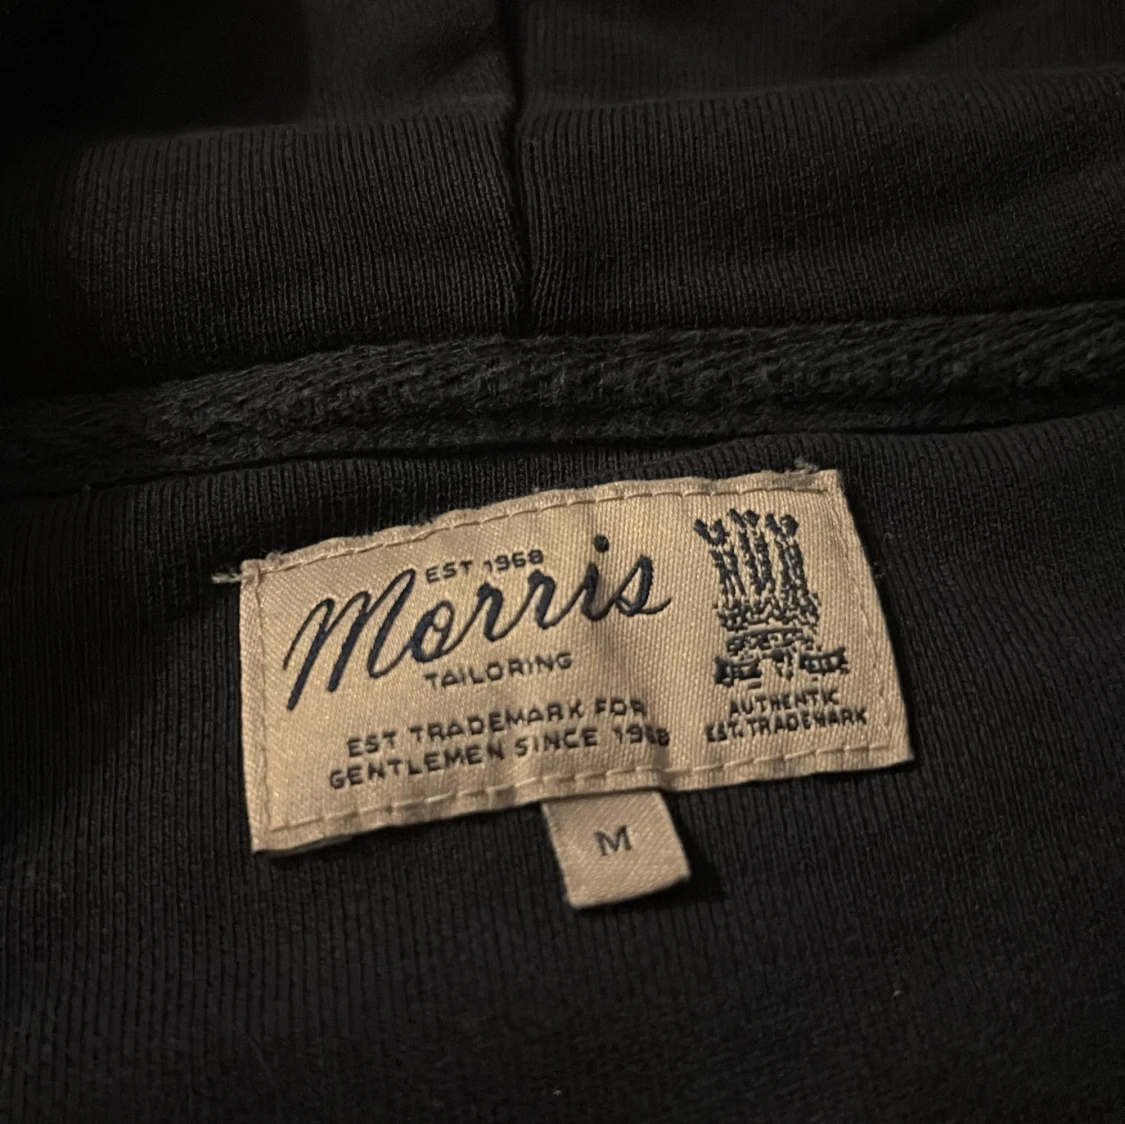 EST 1968
Morris
TAILORING
EST TRADEMARK FOR
GENTLEMEN SINCE 1968
AUTHENTIC
EST. TRADEMARK
M